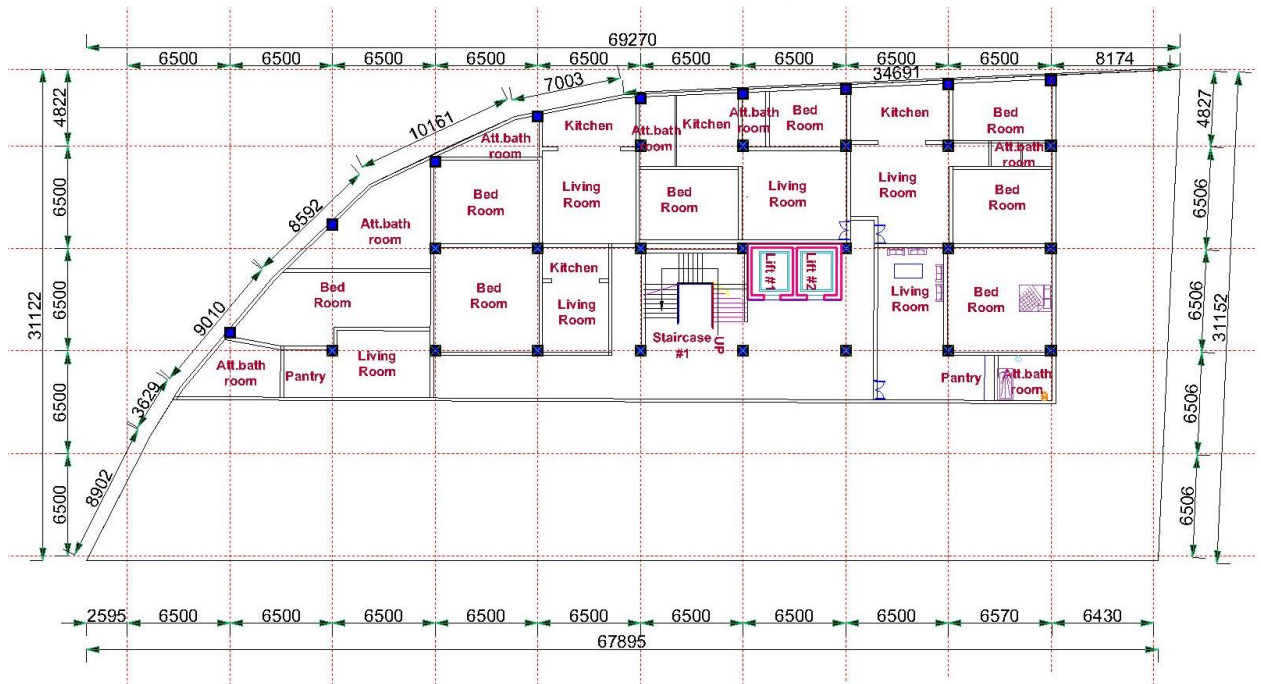 69270
6500 6500 6500 6500 6500 6500 6500 6500 6500 8174
7003
34691
10161
8592
9010
3629
8902
31122
4822
6500
6500
6500
6500
4827
6506
6506
6506
6506
31152
Kitchen
Att.bath
room
Att.bath
room
Kitchen
Att.bath
room
Bed
Room
Kitchen
Bed
Room
Att.bath
room
Bed
Room
Living
Room
Bed
Room
Living
Room
Living
Room
Bed
Room
Att.bath
room
Bed
Room
Bed
Room
Kitchen
Living
Room
Lift #1
Lift #2
Living
Room
Bed
Room
Staircase
#1
UP
Att.bath
room
Pantry
Living
Room
Pantry
Att.bath
room
2595 6500 6500 6500 6500 6500 6500 6500 6500 6570 6430
67895